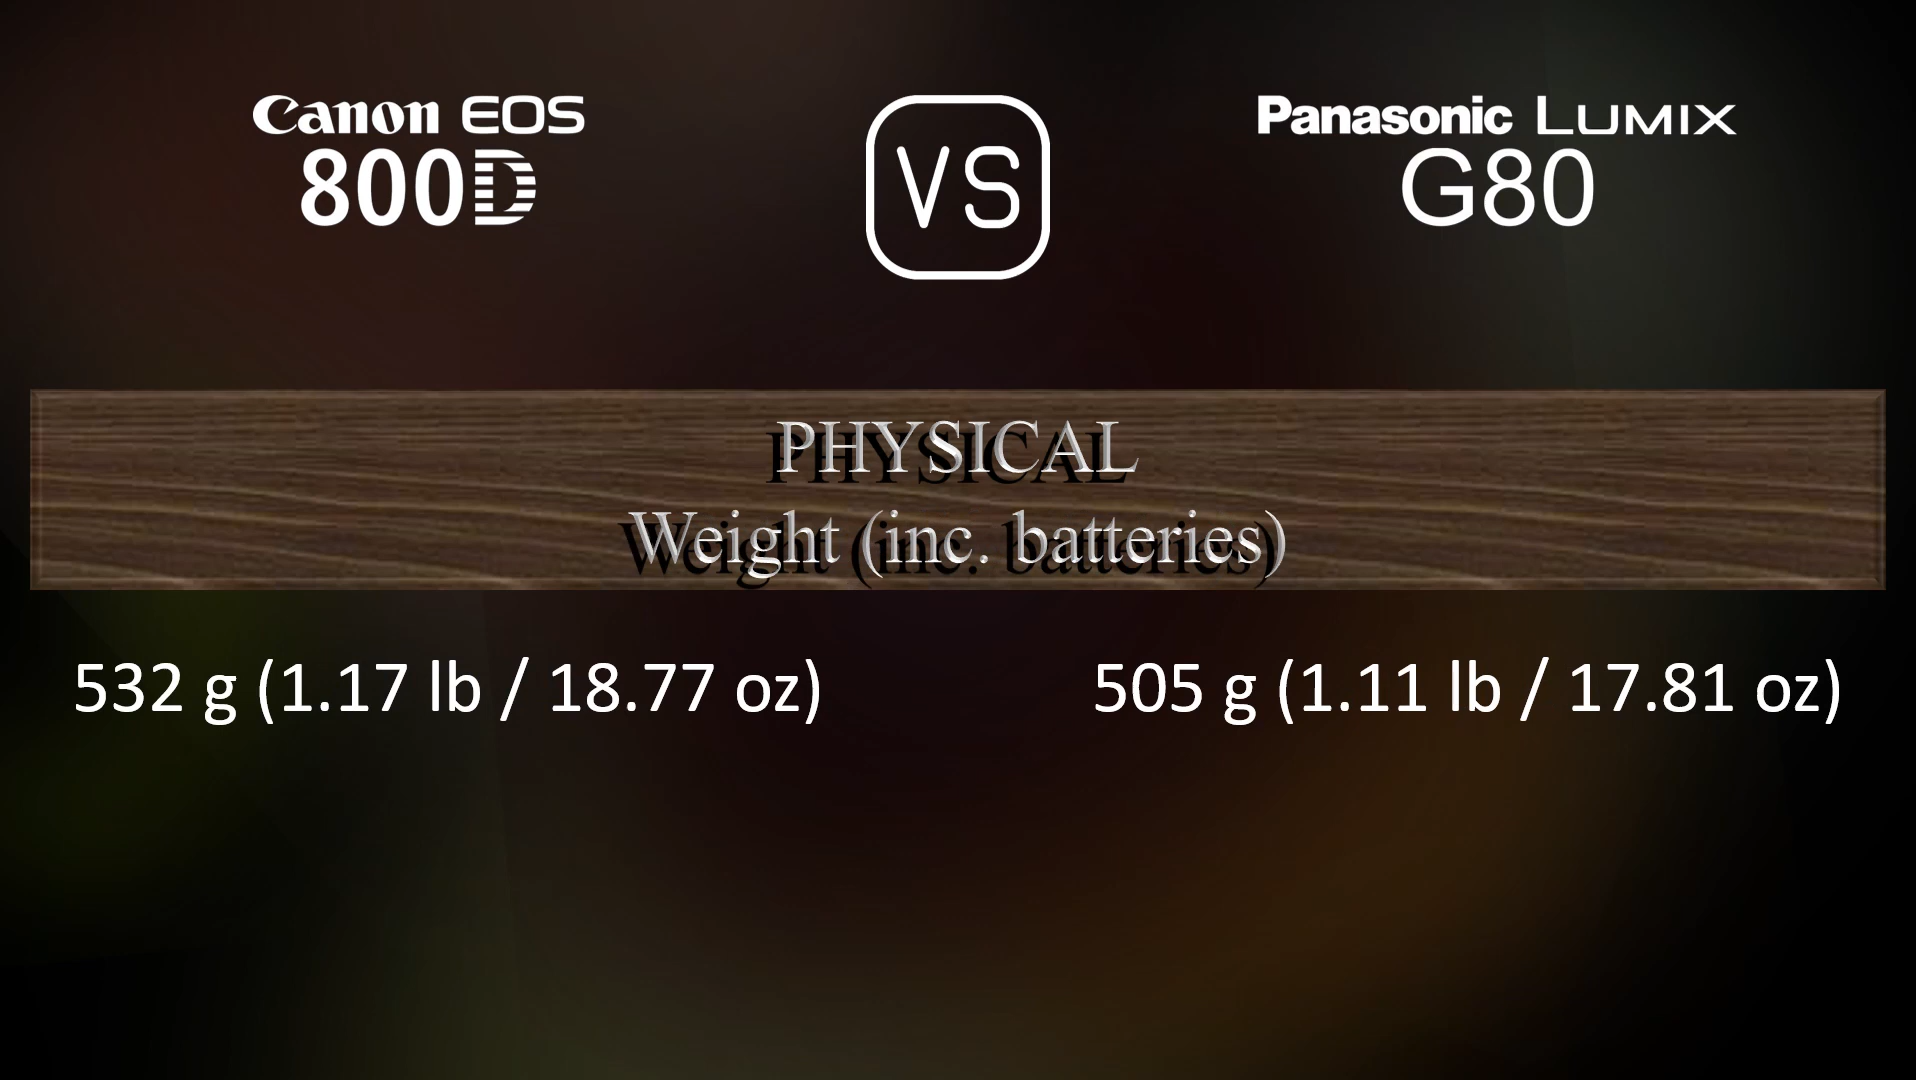 Canon EOS
800D
VS
Panasonic LUMIX
G80
PHYSICAL
Weight (inc. batteries)
532 g (1.17 lb / 18.77 oz)
505 g (1.11 lb / 17.81 oz)